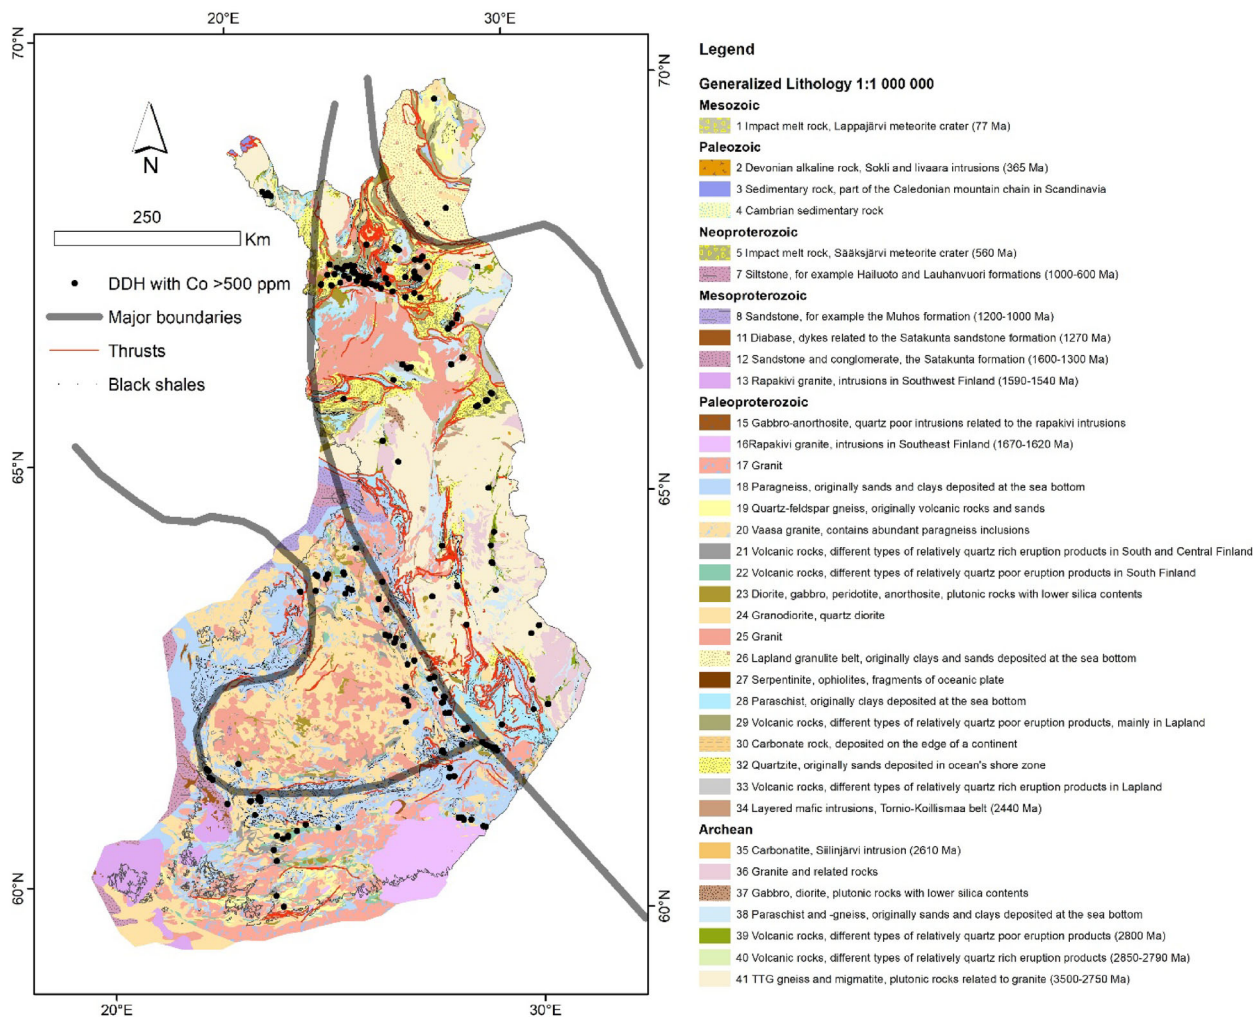 20°E
30°E
70°N
70°N
N
250
Km
DDH with Co >500 ppm
Major boundaries
Thrusts
Black shales
65°N
65°N
60°N
60°N
20°E
30°E
Legend
Generalized Lithology 1:1 000 000
Mesozoic
1 Impact melt rock, Lappajärvi meteorite crater (77 Ma)
Paleozoic
2 Devonian alkaline rock, Sokli and Iivaara intrusions (365 Ma)
3 Sedimentary rock, part of the Caledonian mountain chain in Scandinavia
4 Cambrian sedimentary rock
Neoproterozoic
5 Impact melt rock, Sääksjärvi meteorite crater (560 Ma)
7 Siltstone, for example Hailuoto and Lauhanvuori formations (1000-600 Ma)
Mesoproterozoic
8 Sandstone, for example the Muhos formation (1200-1000 Ma)
11 Diabase, dykes related to the Satakunta sandstone formation (1270 Ma)
12 Sandstone and conglomerate, the Satakunta formation (1600-1300 Ma)
13 Rapakivi granite, intrusions in Southwest Finland (1590-1540 Ma)
Paleoproterozoic
15 Gabbro-anorthosite, quartz poor intrusions related to the rapakivi intrusions
16Rapakivi granite, intrusions in Southeast Finland (1670-1620 Ma)
17 Granit
18 Paragneiss, originally sands and clays deposited at the sea bottom
19 Quartz-feldspar gneiss, originally volcanic rocks and sands
20 Vaasa granite, contains abundant paragneiss inclusions
21 Volcanic rocks, different types of relatively quartz rich eruption products in South and Central Finland
22 Volcanic rocks, different types of relatively quartz poor eruption products in South Finland
23 Diorite, gabbro, peridotite, anorthosite, plutonic rocks with lower silica contents
24 Granodiorite, quartz diorite
25 Granit
26 Lapland granulite belt, originally clays and sands deposited at the sea bottom
27 Serpentinite, ophiolites, fragments of oceanic plate
28 Paraschist, originally clays deposited at the sea bottom
29 Volcanic rocks, different types of relatively quartz poor eruption products, mainly in Lapland
30 Carbonate rock, deposited on the edge of a continent
32 Quartzite, originally sands deposited in ocean's shore zone
33 Volcanic rocks, different types of relatively quartz rich eruption products in Lapland
34 Layered mafic intrusions, Tornio-Koillismaa belt (2440 Ma)
Archean
35 Carbonatite, Siilinjärvi intrusion (2610 Ma)
36 Granite and related rocks
37 Gabbro, diorite, plutonic rocks with lower silica contents
38 Paraschist and -gneiss, originally sands and clays deposited at the sea bottom
39 Volcanic rocks, different types of relatively quartz poor eruption products (2800 Ma)
40 Volcanic rocks, different types of relatively quartz rich eruption products (2850-2790 Ma)
41 TTG gneiss and migmatite, plutonic rocks related to granite (3500-2750 Ma)